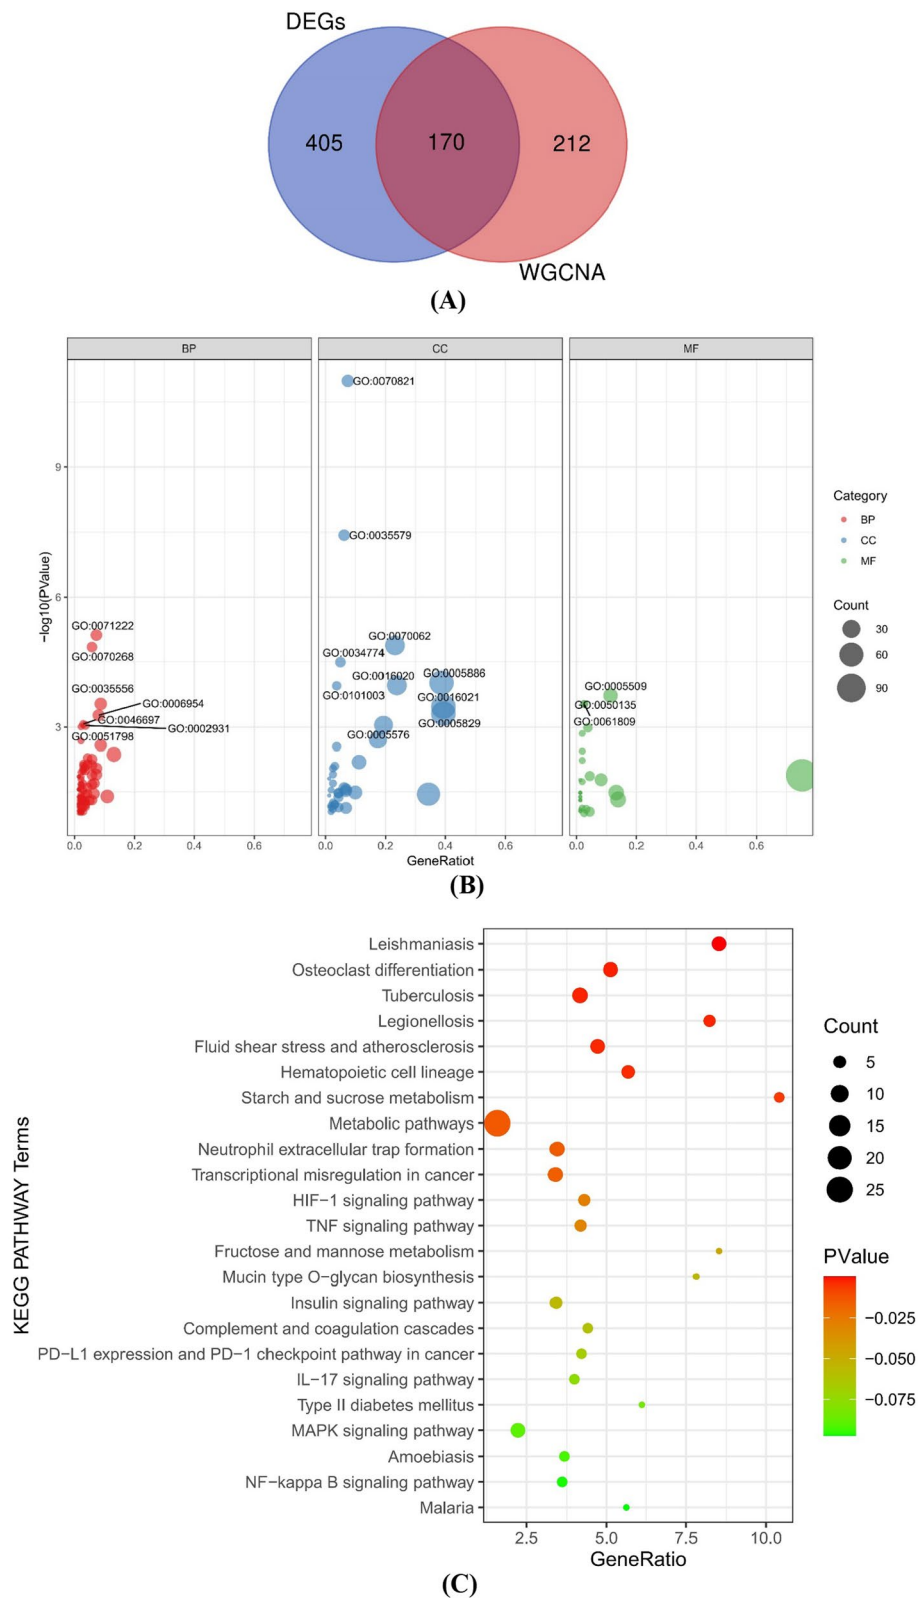 DEGs
405
170
212
WGCNA
(A)
BP
CC
MF
GO:0070821
9
GO:0035579
Category
BP
CC
MF
−log10(PValue)
6
Count
30
60
90
GO:0071222
GO:0070268
GO:0070062
GO:0034774
GO:0016020
GO:0005886
GO:0035556
GO:0006954
GO:0101003
GO:0016021
GO:0005509
GO:0050135
GO:0046697
GO:0002931
GO:0005829
GO:0061809
3
GO:0051798
GO:0005576
0.0 0.2 0.4 0.6 0.0 0.2 0.4 0.6 0.0 0.2 0.4 0.6
GeneRatiot
(B)
KEGG PATHWAY Terms
Leishmaniasis
Osteoclast differentiation
Tuberculosis
Legionellosis
Fluid shear stress and atherosclerosis
Hematopoietic cell lineage
Starch and sucrose metabolism
Metabolic pathways
Neutrophil extracellular trap formation
Transcriptional misregulation in cancer
HIF−1 signaling pathway
TNF signaling pathway
Fructose and mannose metabolism
Mucin type O−glycan biosynthesis
Insulin signaling pathway
Complement and coagulation cascades
PD−L1 expression and PD−1 checkpoint pathway in cancer
IL−17 signaling pathway
Type II diabetes mellitus
MAPK signaling pathway
Amoebiasis
NF−kappa B signaling pathway
Malaria
2.5 5.0 7.5 10.0
GeneRatio
Count
5
10
15
20
25
PValue
−0.025
−0.050
−0.075
(C)